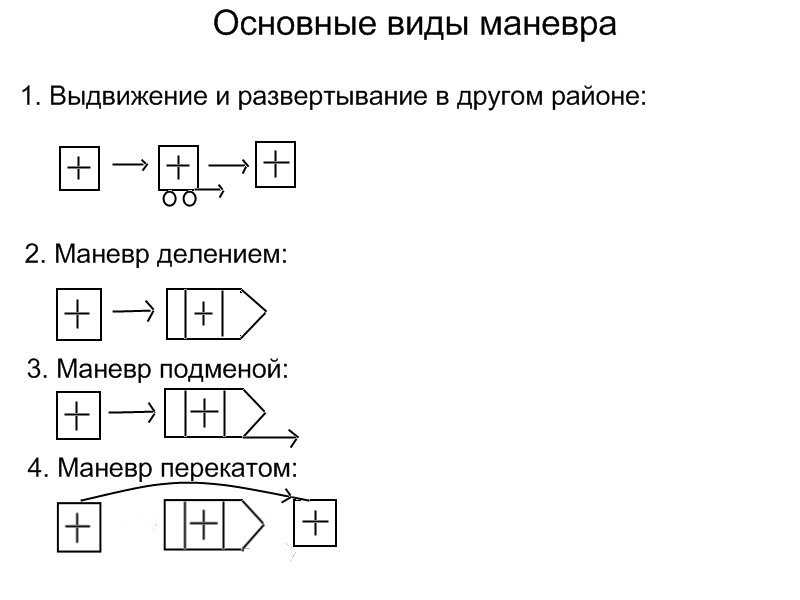 Основные виды маневра
1. Выдвижение и развертывание в другом районе:
2. Маневр делением:
3. Маневр подменой:
4. Маневр перекатом: